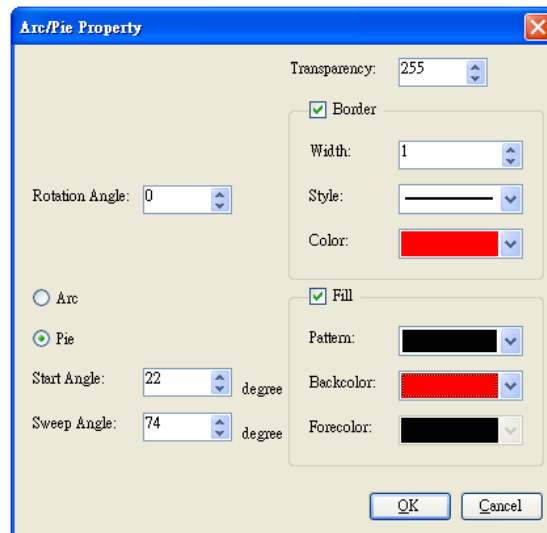 Arc/Pie Property
Transparency: 255
Border
Width: 1
Rotation Angle: 0
Style:
Color:
Arc
Fill
Pie
Pattern:
Start Angle: 22 degree
Backcolor:
Sweep Angle: 74 degree
Forecolor:
OK
Cancel